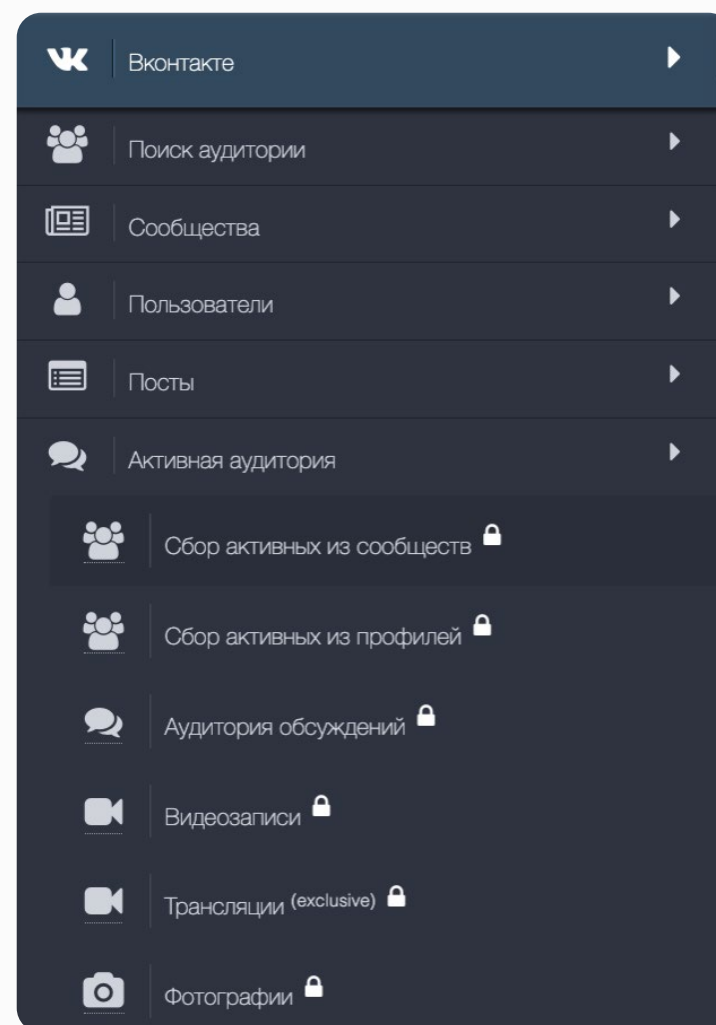 Вконтакте
Поиск аудитории
Сообщества
Пользователи
Посты
Активная аудитория
Сбор активных из сообществ
Сбор активных из профилей
Аудитория обсуждений
Видеозаписи
Трансляции (exclusive)
Фотографии